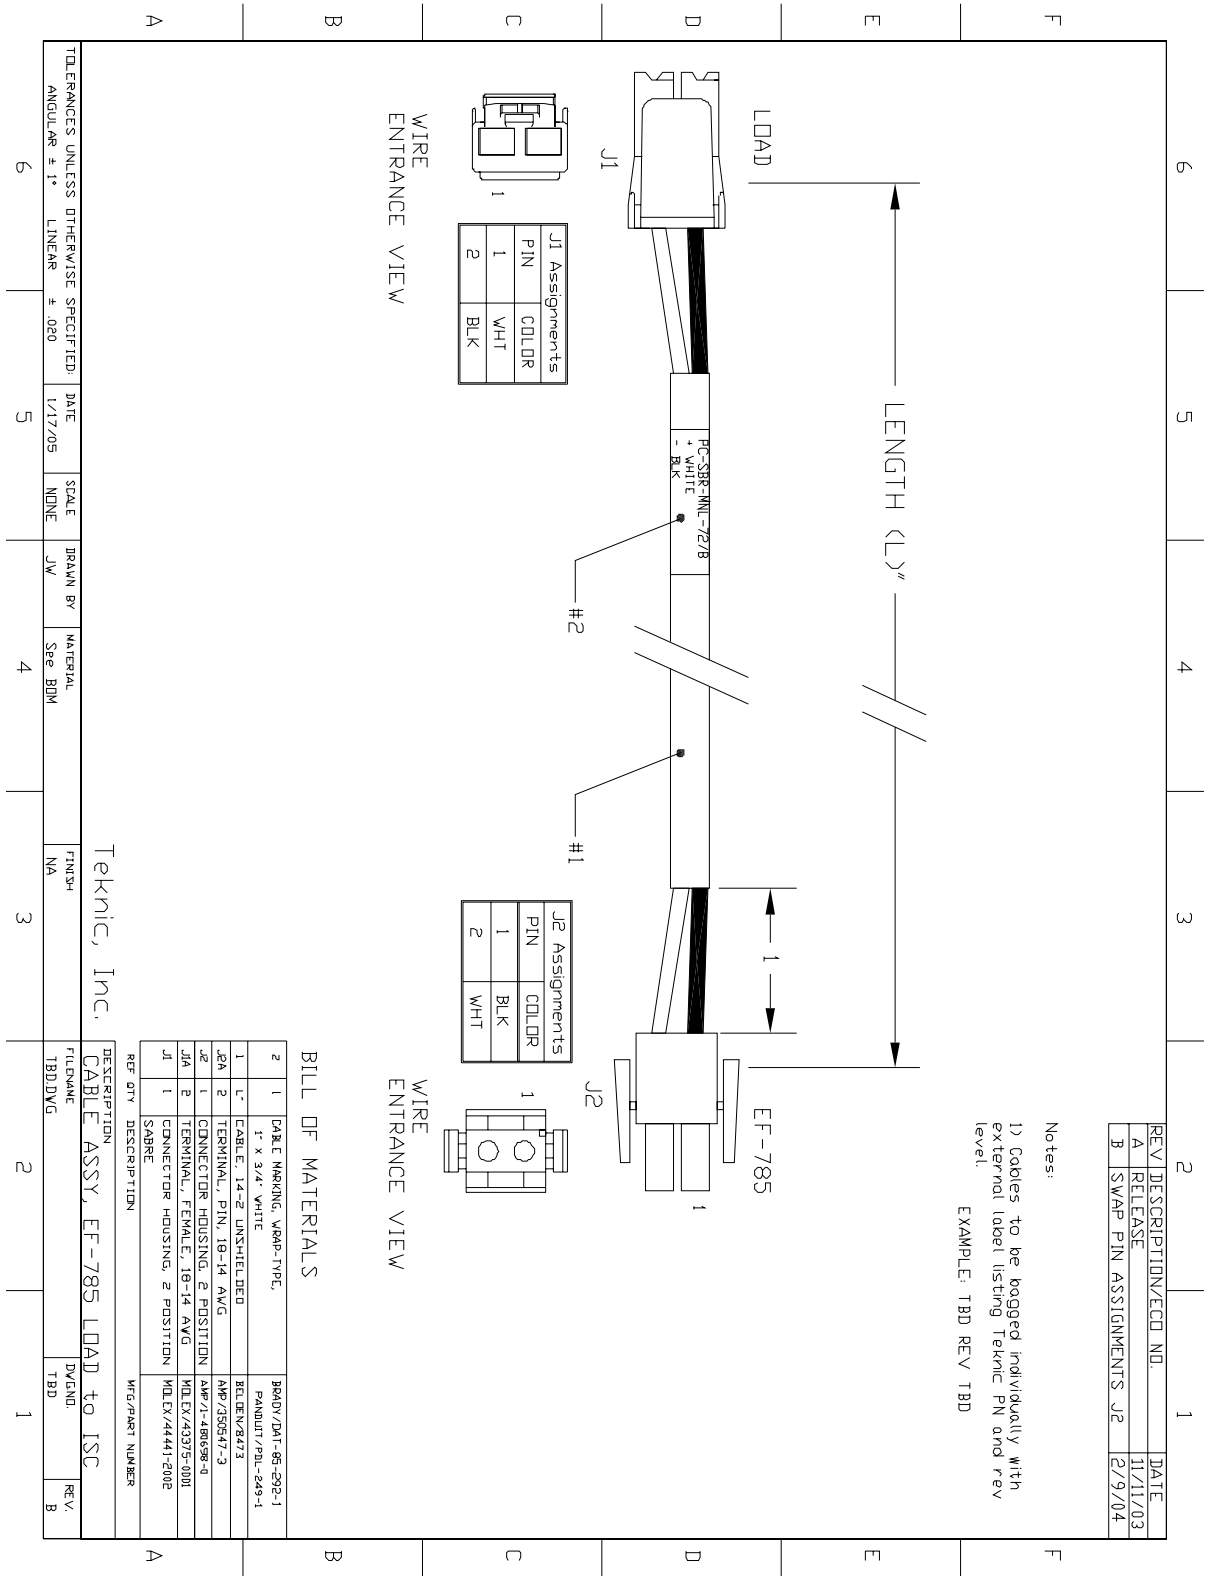 6
5
4
3
2
1
F
E
D
C
B
A
REV DESCRIPTION/ECO NO. DATE
A RELEASE 11/11/03
B SWAP PIN ASSIGNMENTS J2 2/9/04
Notes:
1) Cables to be bagged individually with
external label listing Teknic PN and rev
level.
EXAMPLE: TBD REV TBD
LENGTH (L)"
LOAD
EF-785
1
1
J1
J2
PC-SBR-MNL-72/B
+ WHITE
- BLK
#2
#1
J1 Assignments
PIN COLOR
1 WHT
2 BLK
1
WIRE
ENTRANCE VIEW
J2 Assignments
PIN COLOR
1 BLK
2 WHT
1
WIRE
ENTRANCE VIEW
BILL OF MATERIALS
2 1 CABLE MARKING, WRAP-TYPE, BRADY/DAT-85-292-1
1" X 3/4" WHITE PANDUIT/PDL-249-1
1 L" CABLE, 14-2 UNSHIELDED BELDEN/8473
J2A 2 TERMINAL, PIN, 18-14 AWG AMP/350547-3
J2 1 CONNECTOR HOUSING, 2 POSITION AMP/1-480698-0
J1A 2 TERMINAL, FEMALE, 18-14 AWG MOLEX/43375-0001
J1 1 CONNECTOR HOUSING, 2 POSITION MOLEX/44441-2002
SABRE
REF QTY DESCRIPTION MFG/PART NUMBER
Teknic, Inc.
DESCRIPTION
CABLE ASSY, EF-785 LOAD to ISC
TOLERANCES UNLESS OTHERWISE SPECIFIED:
ANGULAR ± 1° LINEAR ± .020
DATE
1/17/05
SCALE
NONE
DRAWN BY
JW
MATERIAL
See BOM
FINISH
NA
FILENAME
TBD.DWG
DWG.NO.
TBD
REV.
B
6
5
4
3
2
1
F
E
D
C
B
A